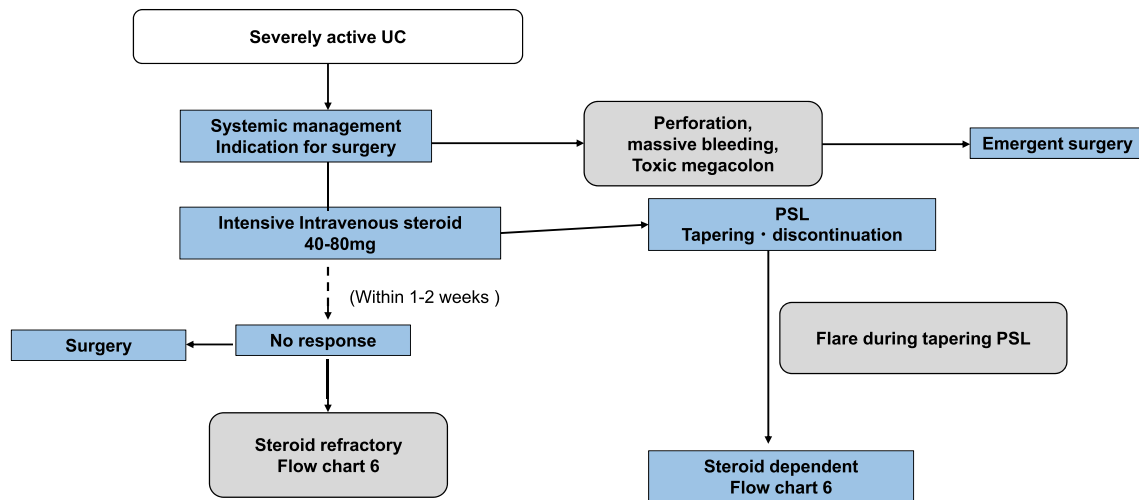 Severely active UC
Systemic management
Indication for surgery
Perforation,
massive bleeding,
Toxic megacolon
Emergent surgery
Intensive Intravenous steroid
40-80mg
PSL
Tapering・discontinuation
(Within 1-2 weeks )
Surgery
No response
Flare during tapering PSL
Steroid refractory
Flow chart 6
Steroid dependent
Flow chart 6